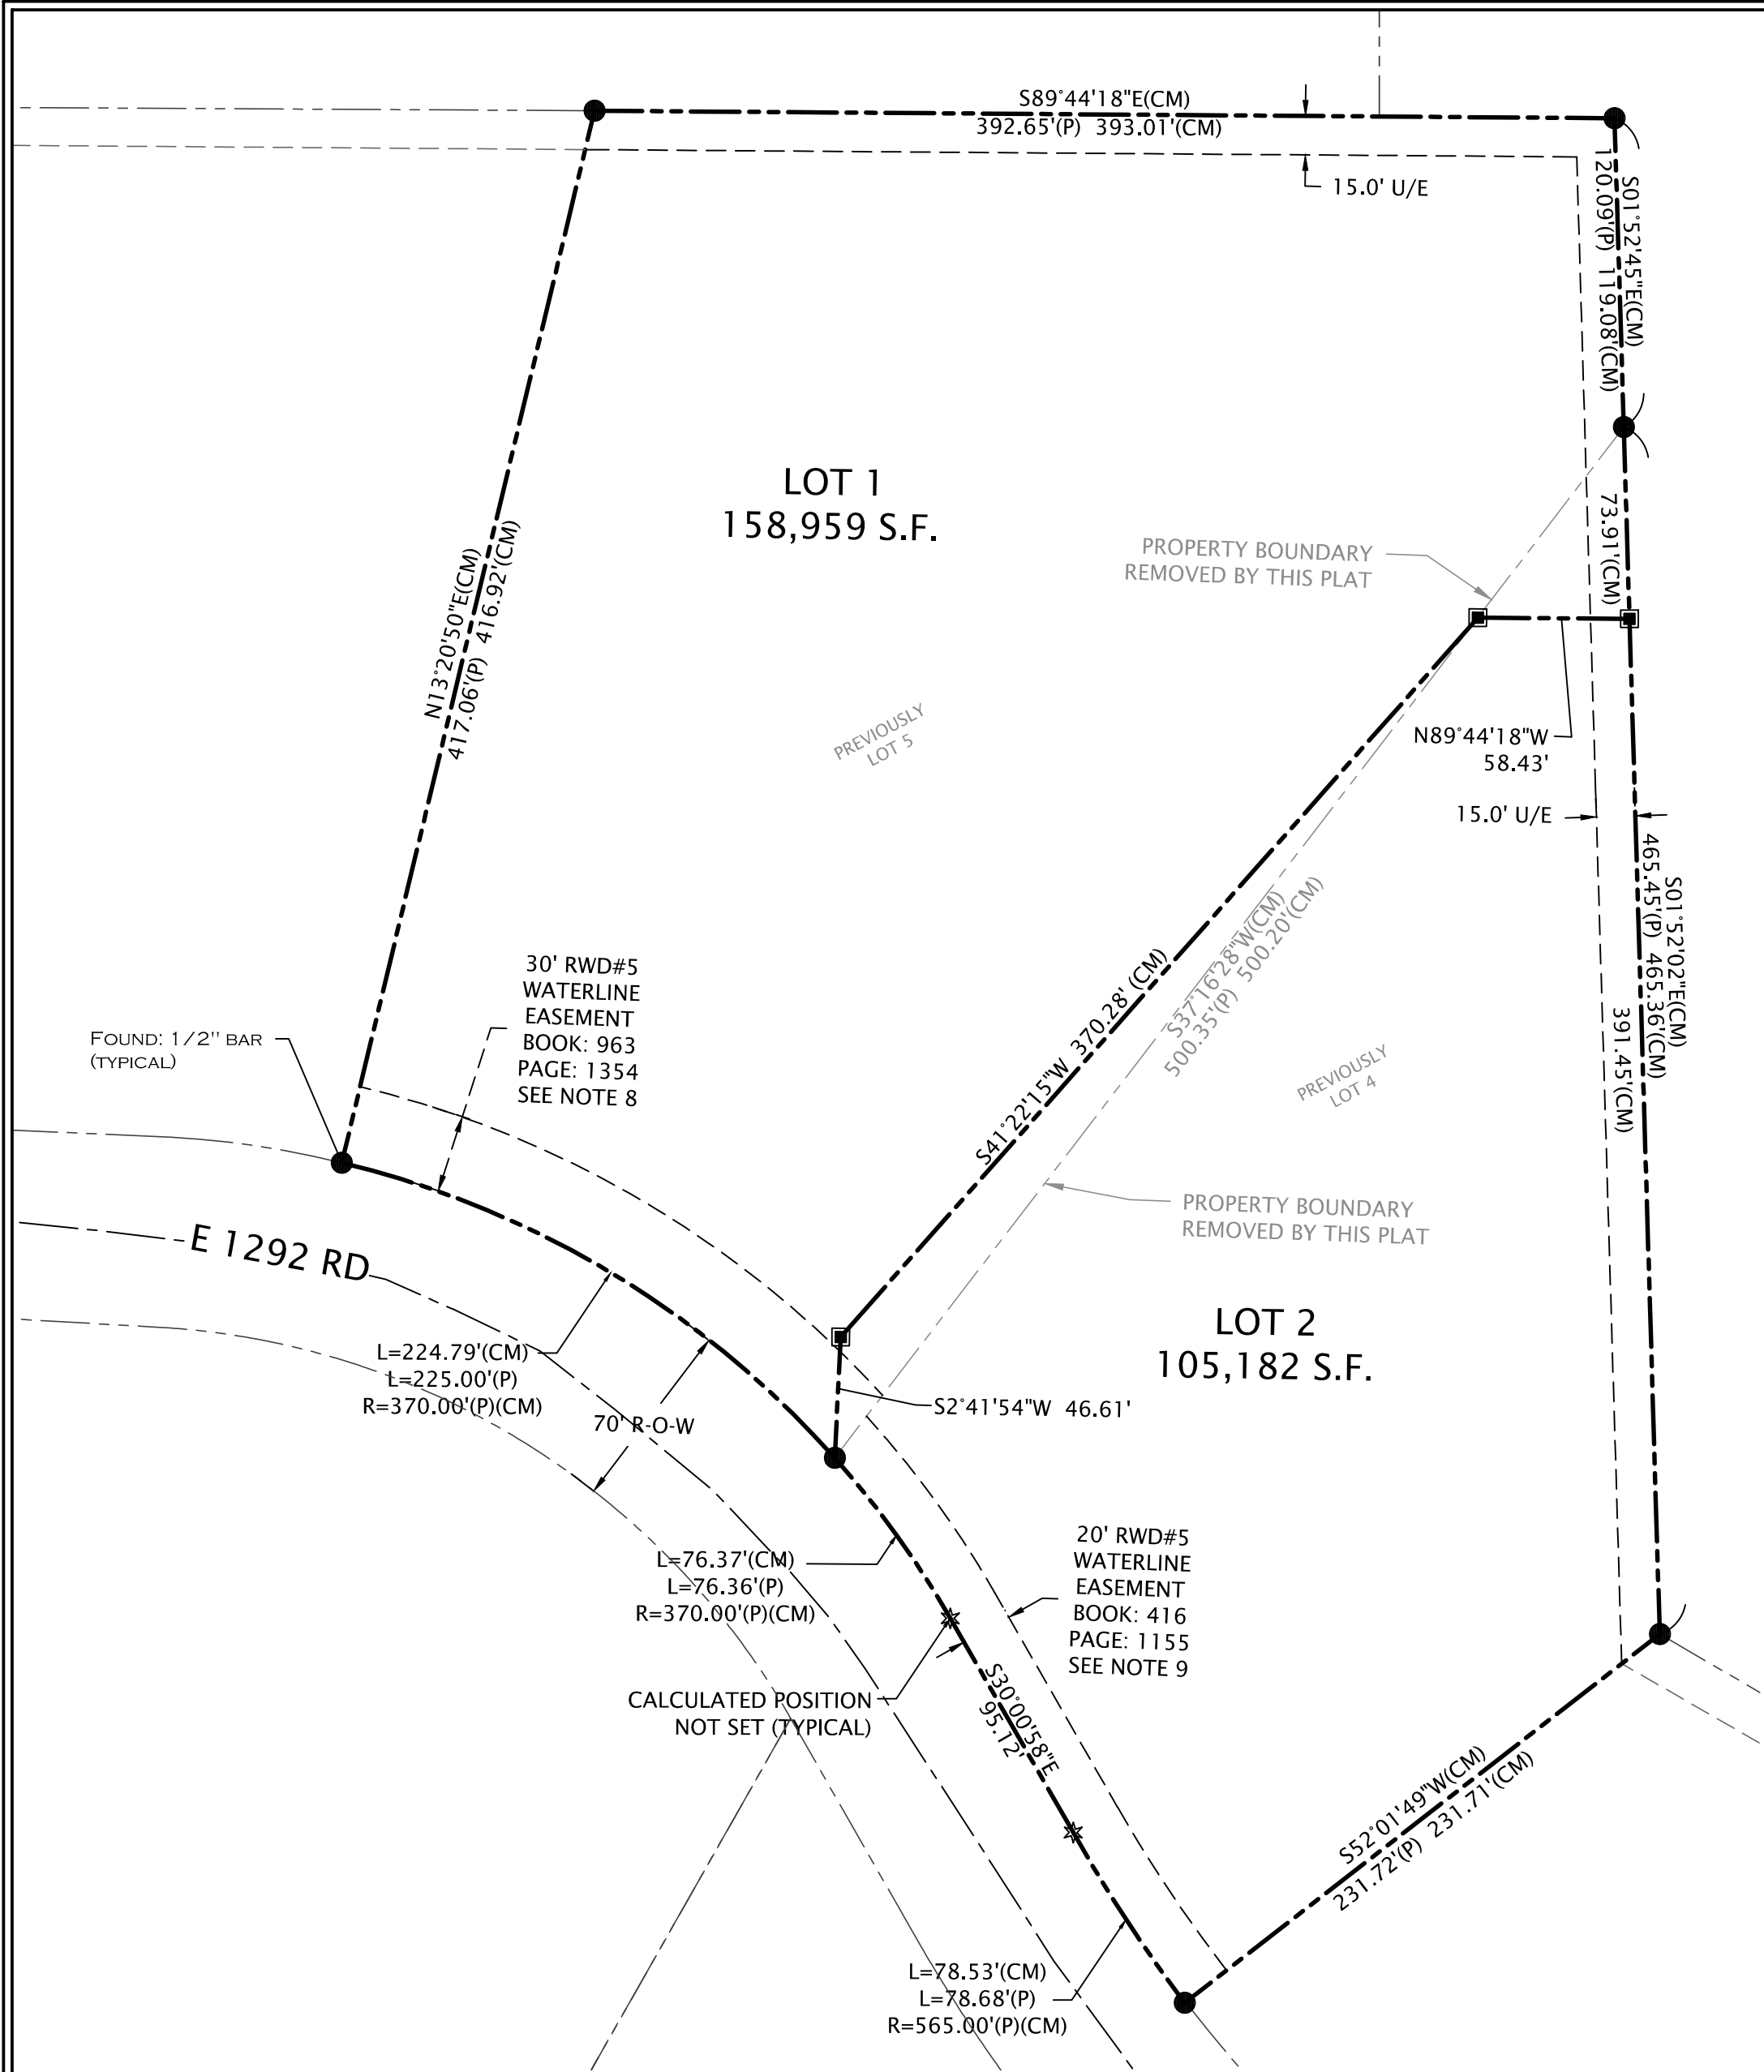 S89°44'18"E(CM)
392.65'(P) 393.01'(CM)
15.0' U/E
S01°52'45"E(CM)
120.09'(P) 119.08'(CM)
LOT 1
158,959 S.F.
73.91'(CM)
PROPERTY BOUNDARY
REMOVED BY THIS PLAT
N13°20'50"E(CM)
417.06'(P) 416.92'(CM)
PREVIOUSLY
LOT 5
N89°44'18"W
58.43'
15.0' U/E
S01°52'02"E(CM)
465.45'(P) 465.36'(CM)
391.45'(CM)
S37°16'28"W(CM)
500.35'(P) 500.20'(CM)
S41°22'15"W 370.28' (CM)
30' RWD#5
WATERLINE
EASEMENT
BOOK: 963
PAGE: 1354
SEE NOTE 8
FOUND: 1/2" BAR
(TYPICAL)
PREVIOUSLY
LOT 4
PROPERTY BOUNDARY
REMOVED BY THIS PLAT
E 1292 RD
LOT 2
105,182 S.F.
L=224.79'(CM)
L=225.00'(P)
R=370.00'(P)(CM)
70' R-O-W
S2°41'54"W 46.61'
L=76.37'(CM)
L=76.36'(P)
R=370.00'(P)(CM)
20' RWD#5
WATERLINE
EASEMENT
BOOK: 416
PAGE: 1155
SEE NOTE 9
CALCULATED POSITION
NOT SET (TYPICAL)
S30°00'58"E
95.12'
S52°01'49"W(CM)
231.72'(P) 231.71'(CM)
L=78.53'(CM)
L=78.68'(P)
R=565.00'(P)(CM)